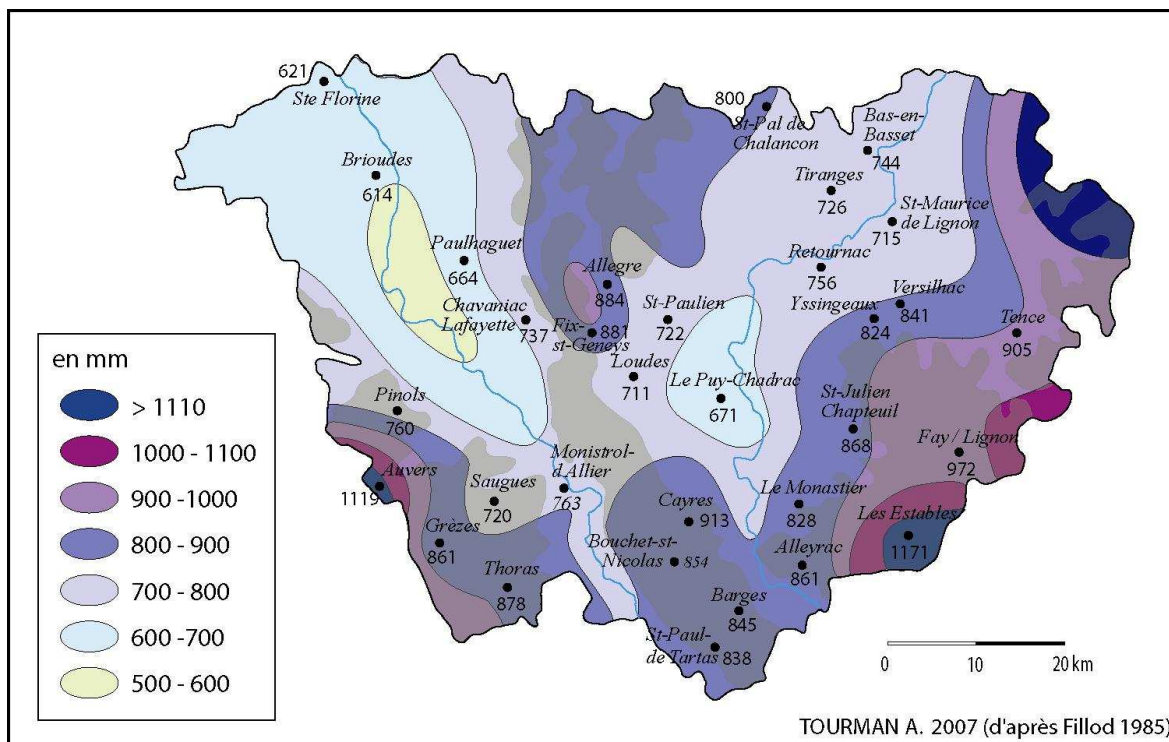 621
Ste Florine
Brioudes
614
Paulhaguet
664
Chavaniac
Lafayette
737
Allegre
884
Fix-
st-Geneys
881
St-Paulien
722
Loudes
711
Le Puy-Chadrac
671
800
St-Pal de
Chalancon
Bas-en-
Basset
744
Tiranges
726
St-Maurice
de Lignon
715
Retournac
756
Yssingeaux
824
Versilhac
841
Tence
905
St-Julien
Chapteuil
868
Fay / Lignon
972
Pinols
760
Auvers
1119
Saugues
720
Monistrol-
d Allier
763
Grèzes
861
Thoras
878
Cayres
913
Bouchet-st-
Nicolas
854
Le Monastier
828
Alleyrac
861
Les Estables
1171
Barges
845
St-Paul-
de Tartas
838
en mm
> 1110
1000 - 1100
900 -1000
800 - 900
700 - 800
600 -700
500 - 600
0 10 20 km
TOURMAN A. 2007 (d'après Fillod 1985)